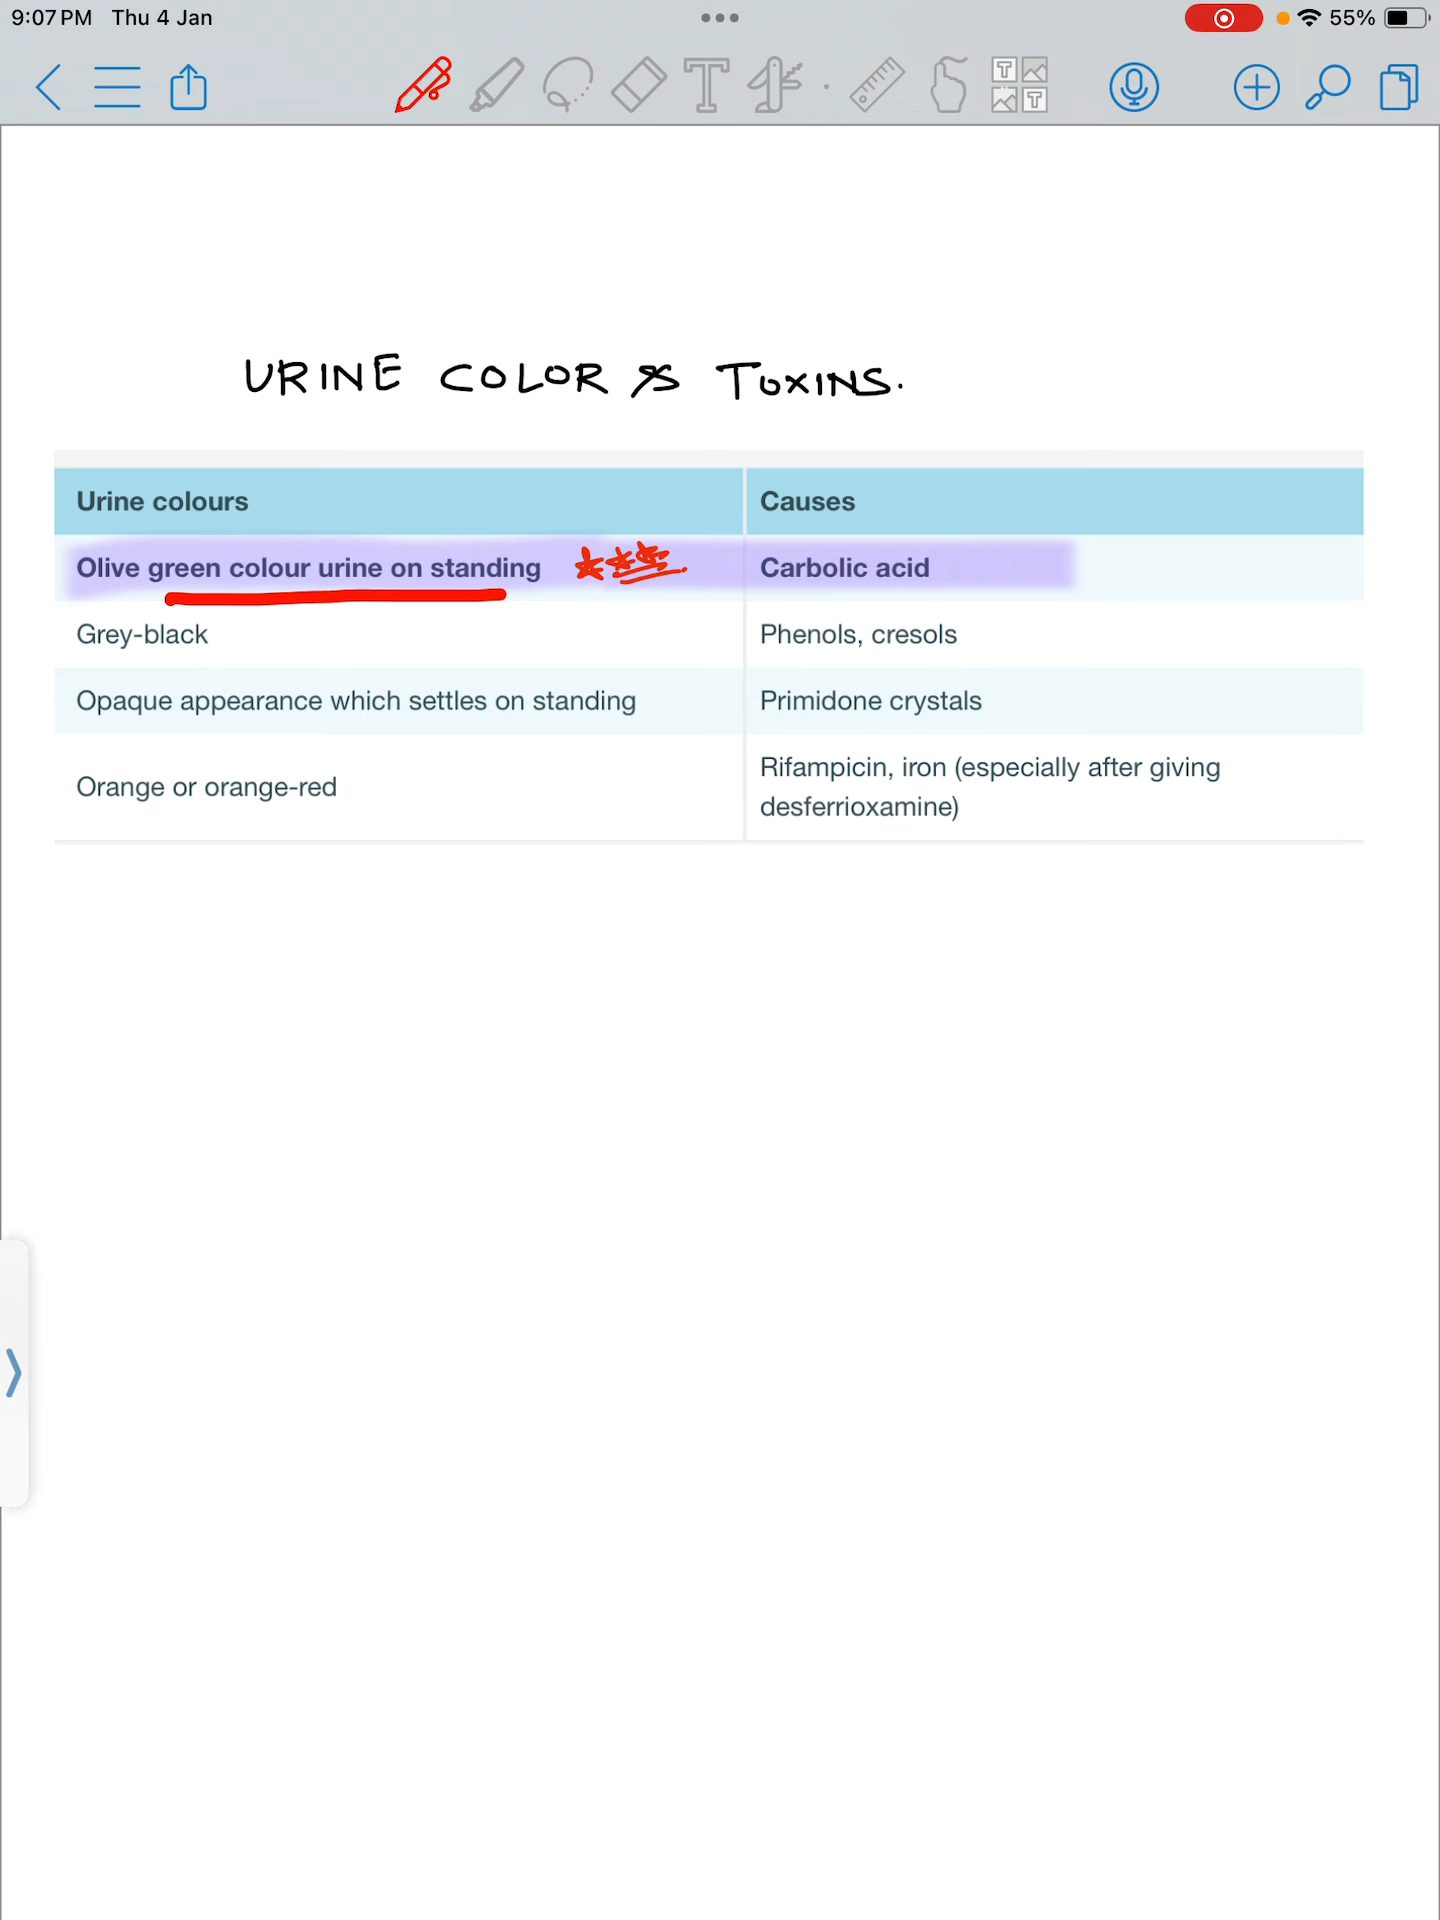 9:07 PM Thu 4 Jan
55%
URINE COLOR & TOXINS.
Urine colours Causes
Olive green colour urine on standing Carbolic acid
Grey-black Phenols, cresols
Opaque appearance which settles on standing Primidone crystals
Orange or orange-red Rifampicin, iron (especially after giving
desferrioxamine)